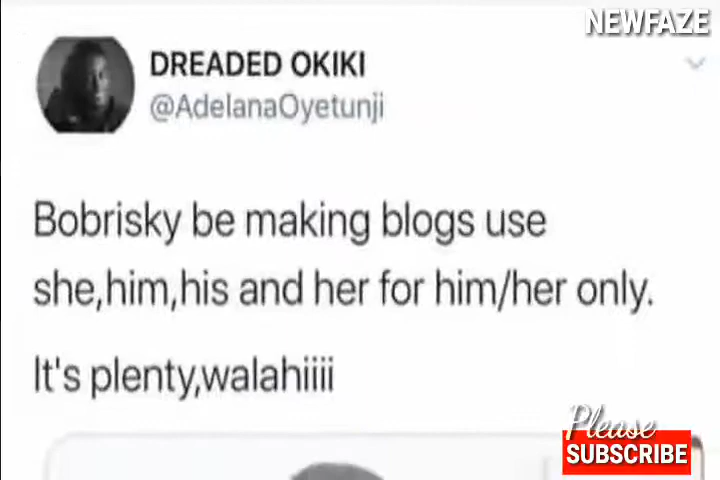 NEWFAZE
DREADED OKIKI
@AdelanaOyetunji
Bobrisky be making blogs use
she,him,his and her for him/her only.
It's plenty,walahiiii
Please
SUBSCRIBE